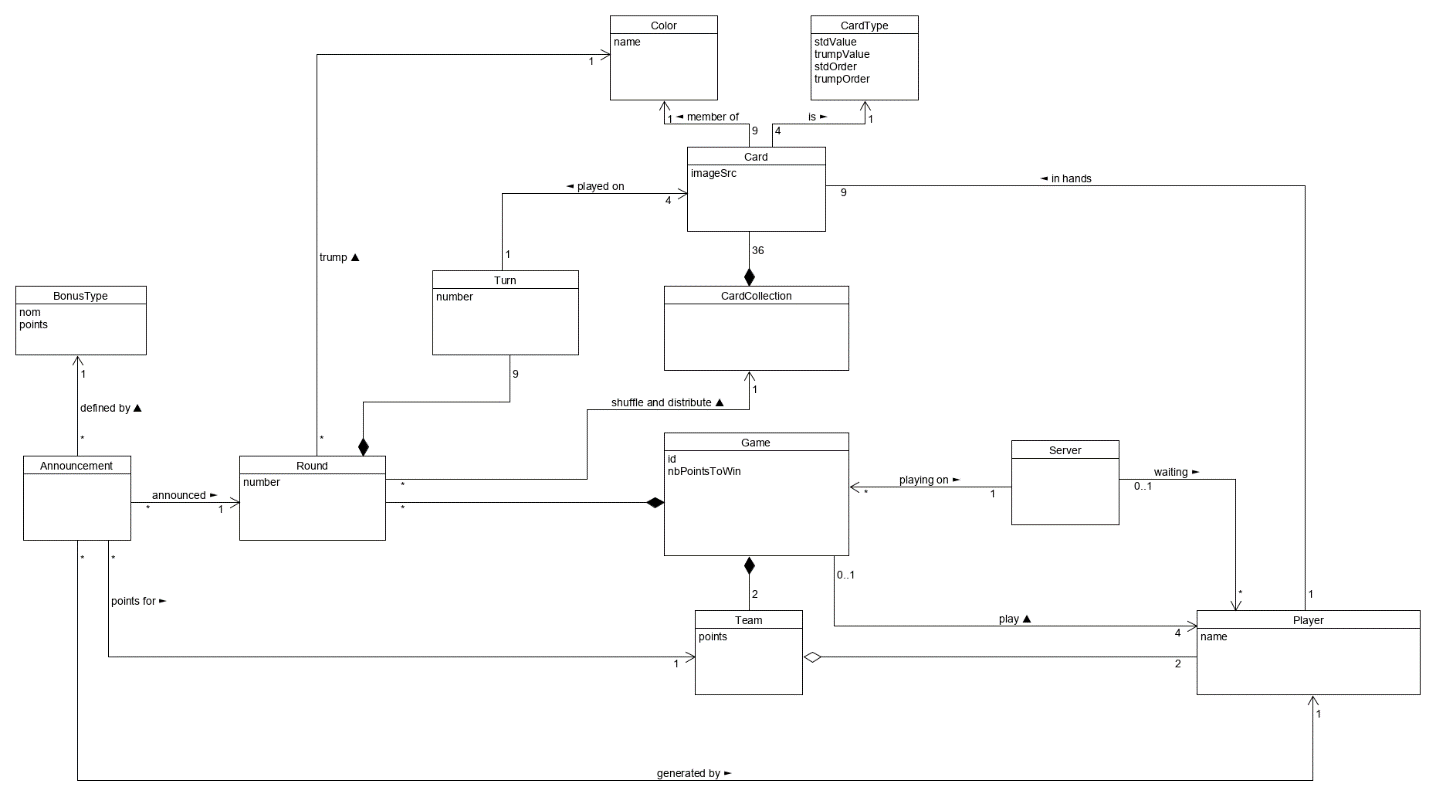 Color
name
CardType
stdValue
trumpValue
stdOrder
trumpOrder
1
1 ◄ member of
is ►
1
9
4
Card
imageSrc
◄ in hands
9
◄ played on
4
1
36
trump ▲
Turn
number
CardCollection
BonusType
nom
points
1
9
1
defined by ▲
shuffle and distribute ▲
*
*
Game
id
nbPointsToWin
Server
Announcement
Round
number
waiting ►
0..1
playing on ►
*
1
announced ►
*
1
*
*
*
*
0..1
2
*
1
points for ►
Team
points
play ▲
4
Player
name
1
2
1
generated by ►